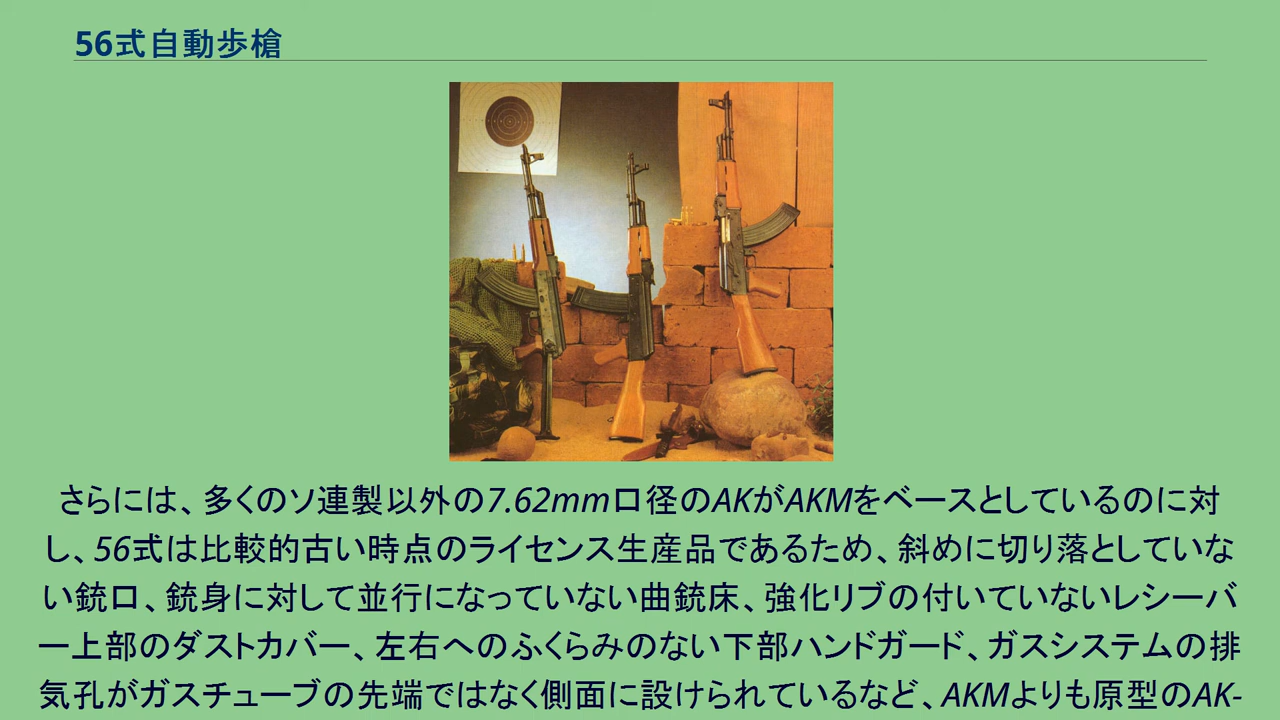 56式自動歩槍
さらには、多くのソ連製以外の7.62mm口径のAKがAKMをベースとしているのに対
し、56式は比較的古い時点のライセンス生産品であるため、斜めに切り落としていな
い銃口、銃身に対して並行になっていない曲銃床、強化リブの付いていないレシーバ
ー上部のダストカバー、左右へのふくらみのない下部ハンドガード、ガスシステムの排
気孔がガスチューブの先端ではなく側面に設けられているなど、AKMよりも原型のAK-